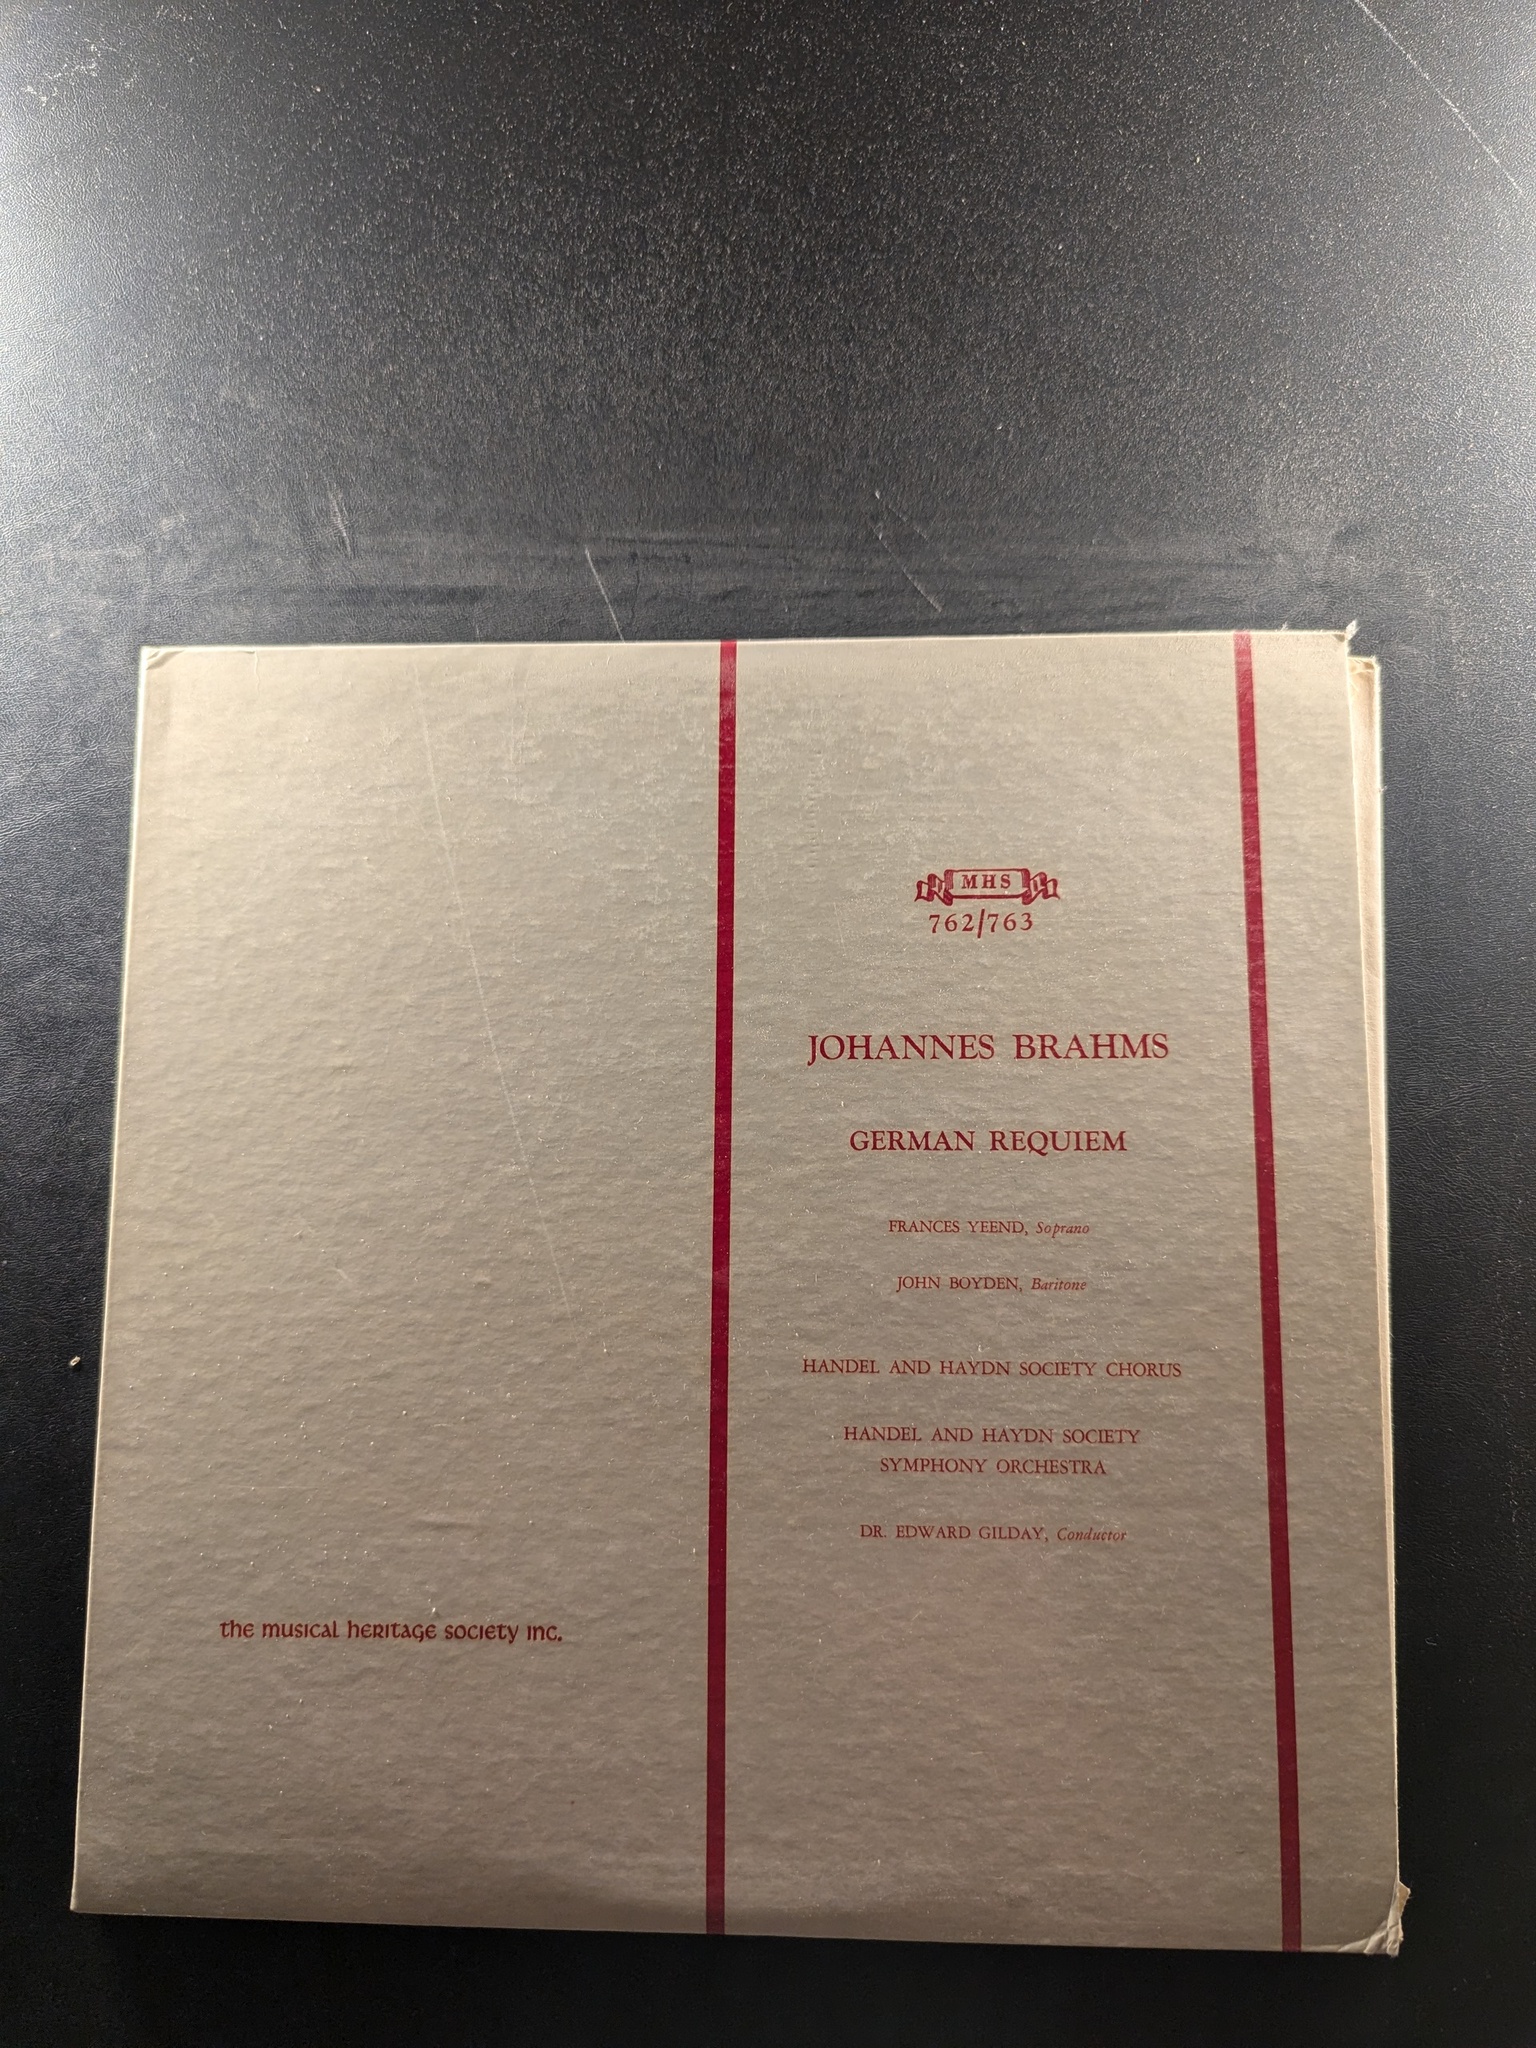 MHS
762/763
JOHANNES BRAHMS
GERMAN REQUIEM
FRANCES YEEND, Soprano
JOHN BOYDEN, Baritone
HANDEL AND HAYDN SOCIETY CHORUS
HANDEL AND HAYDN SOCIETY
SYMPHONY ORCHESTRA
DR. EDWARD GILDAY, Conductor
the musical heritage society inc.